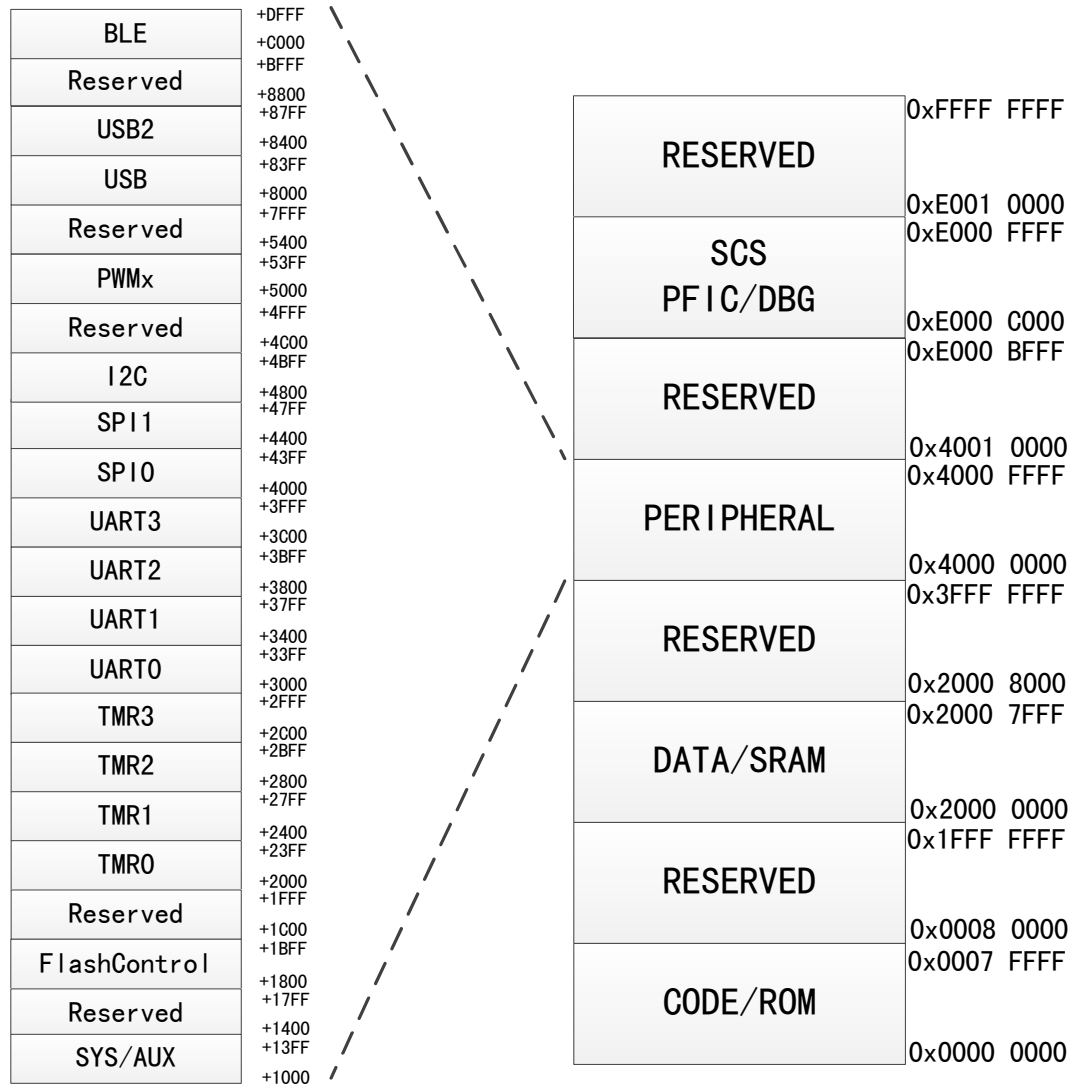 BLE
+DFFF
+C000
Reserved
+BFFF
+8800
USB2
+87FF
+8400
USB
+83FF
+8000
Reserved
+7FFF
+5400
PWMx
+53FF
+5000
Reserved
+4FFF
+4C00
I2C
+4BFF
+4800
SPI1
+47FF
+4400
SPI0
+43FF
+4000
UART3
+3FFF
+3C00
UART2
+3BFF
+3800
UART1
+37FF
+3400
UART0
+33FF
+3000
TMR3
+2FFF
+2C00
TMR2
+2BFF
+2800
TMR1
+27FF
+2400
TMR0
+23FF
+2000
Reserved
+1FFF
+1C00
FlashControl
+1BFF
+1800
Reserved
+17FF
+1400
SYS/AUX
+13FF
+1000
RESERVED
0xFFFF FFFF
0xE001 0000
SCS
PFIC/DBG
0xE000 FFFF
0xE000 C000
RESERVED
0xE000 BFFF
0x4001 0000
PERIPHERAL
0x4000 FFFF
0x4000 0000
RESERVED
0x3FFF FFFF
0x2000 8000
DATA/SRAM
0x2000 7FFF
0x2000 0000
RESERVED
0x1FFF FFFF
0x0008 0000
CODE/ROM
0x0007 FFFF
0x0000 0000